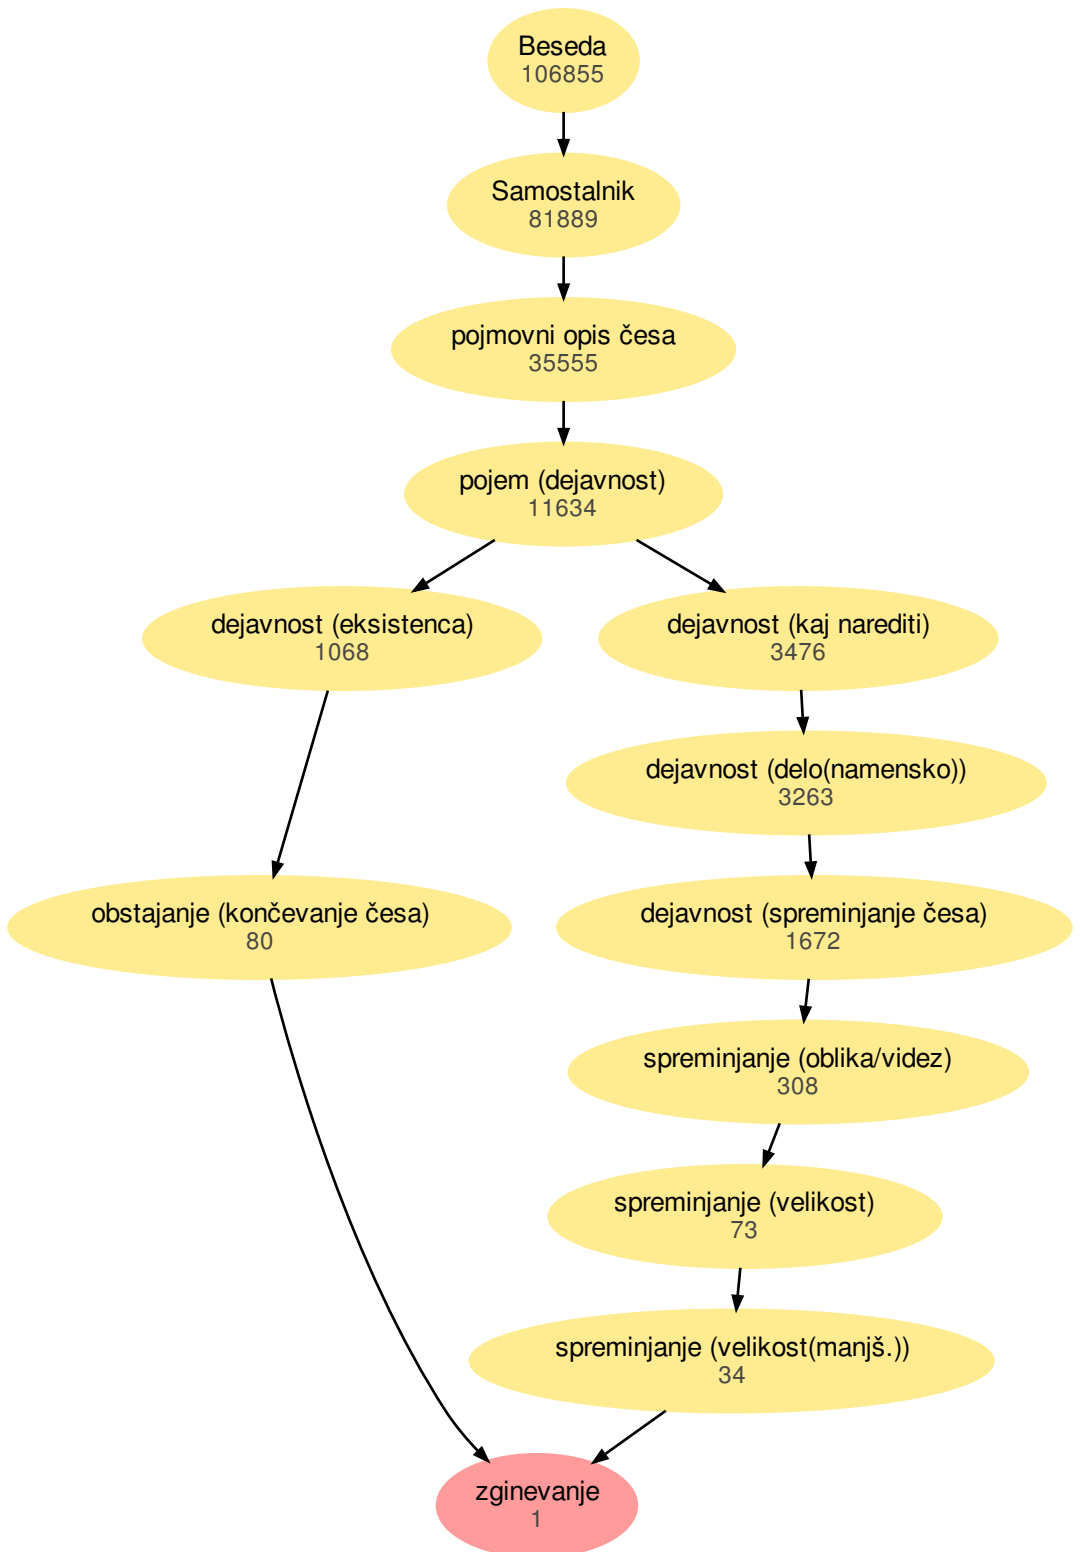 Beseda
106855
Samostalnik
81889
pojmovni opis česa
35555
pojem (dejavnost)
11634
dejavnost (eksistenca)
1068
dejavnost (kaj narediti)
3476
dejavnost (delo(namensko))
3263
obstajanje (končevanje česa)
80
dejavnost (spreminjanje česa)
1672
spreminjanje (oblika/videz)
308
spreminjanje (velikost)
73
spreminjanje (velikost(manjš.))
34
zginevanje
1